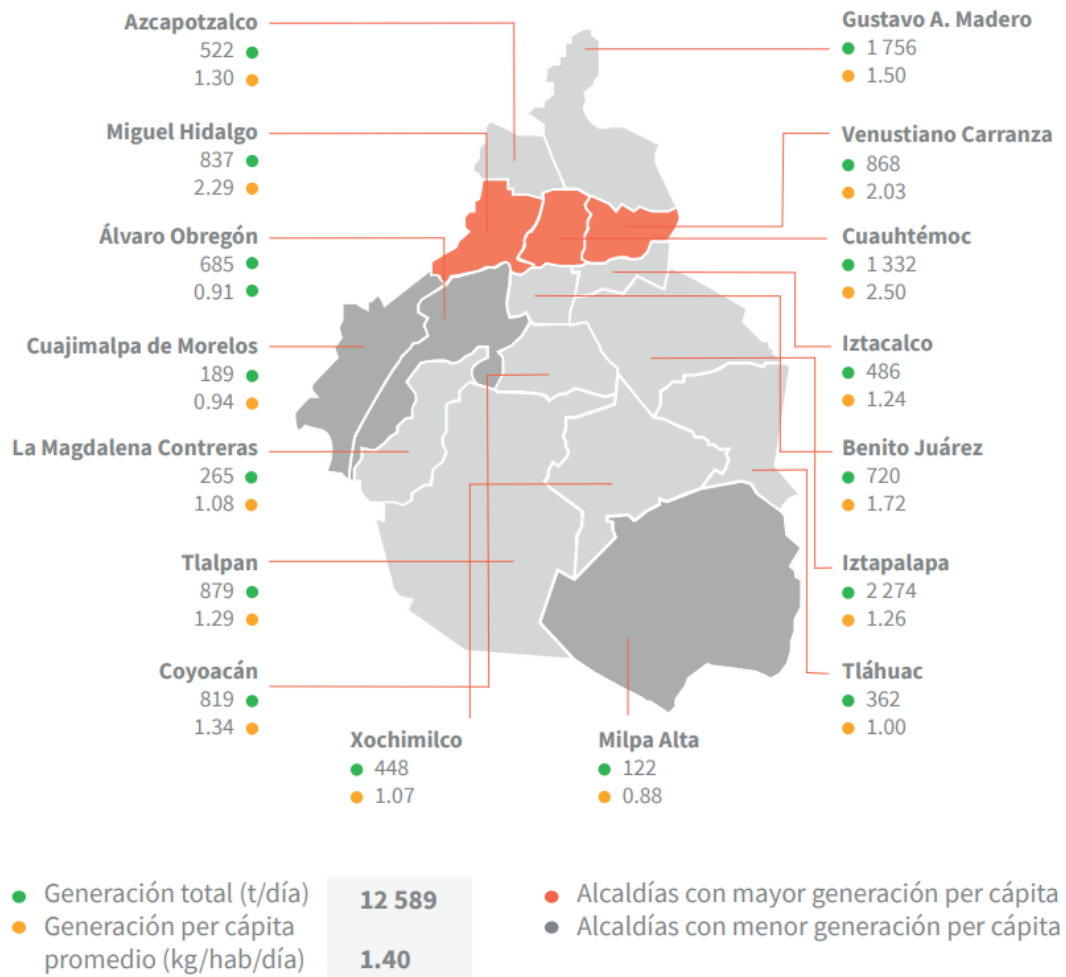 Azcapotzalco
522
1.30
Miguel Hidalgo
837
2.29
Álvaro Obregón
685
0.91
Cuajimalpa de Morelos
189
0.94
La Magdalena Contreras
265
1.08
Tlalpan
879
1.29
Coyoacán
819
1.34
Xochimilco
448
1.07
Milpa Alta
122
0.88
Gustavo A. Madero
1 756
1.50
Venustiano Carranza
868
2.03
Cuauhtémoc
1 332
2.50
Iztacalco
486
1.24
Benito Juárez
720
1.72
Iztapalapa
2 274
1.26
Tláhuac
362
1.00
Generación total (t/día) 12 589
Generación per cápita
promedio (kg/hab/día) 1.40
Alcaldías con mayor generación per cápita
Alcaldías con menor generación per cápita